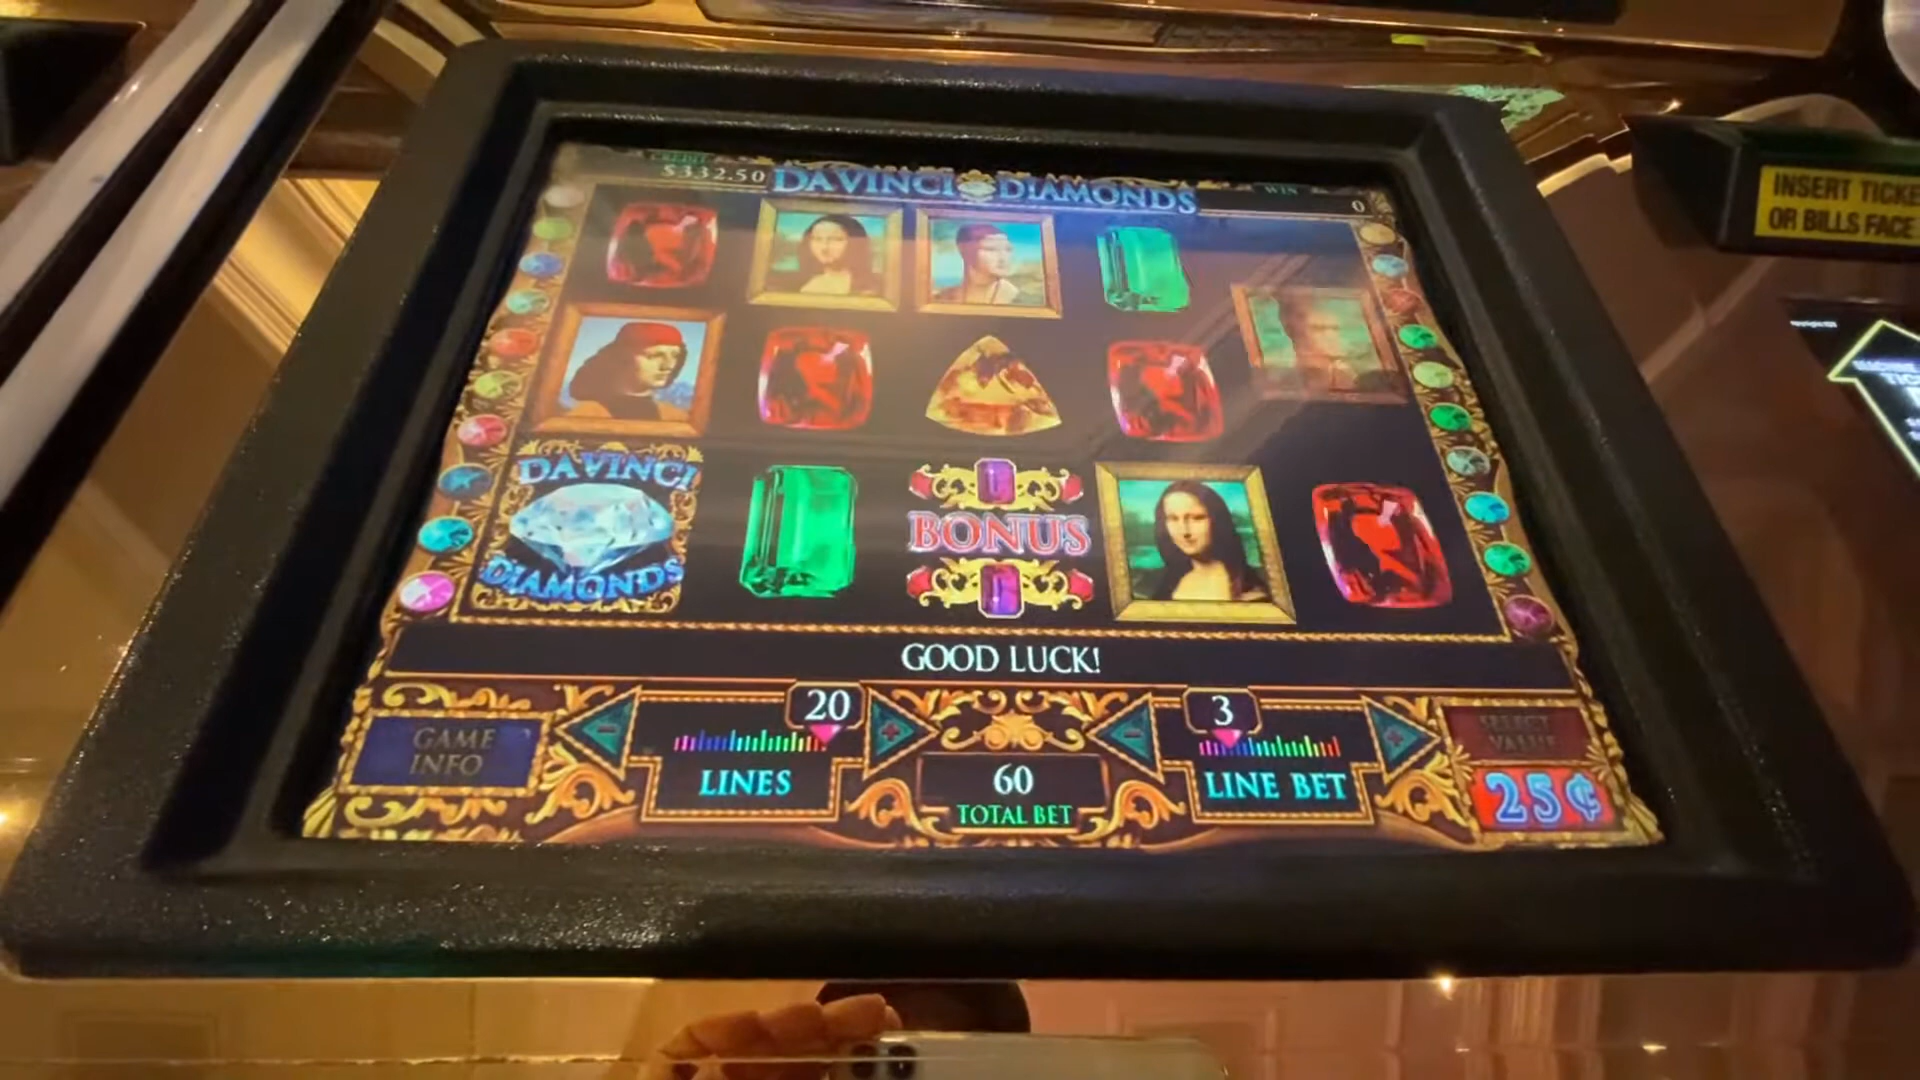 CREDIT
$332.50
DAVINCI DIAMONDS
WIN
0
INSERT TICKE
OR BILLS FACE
DAVINCI
DIAMONDS
BONUS
GOOD LUCK!
GAME
INFO
20
LINES
60
TOTAL BET
3
LINE BET
SELECT
VALUE
25¢